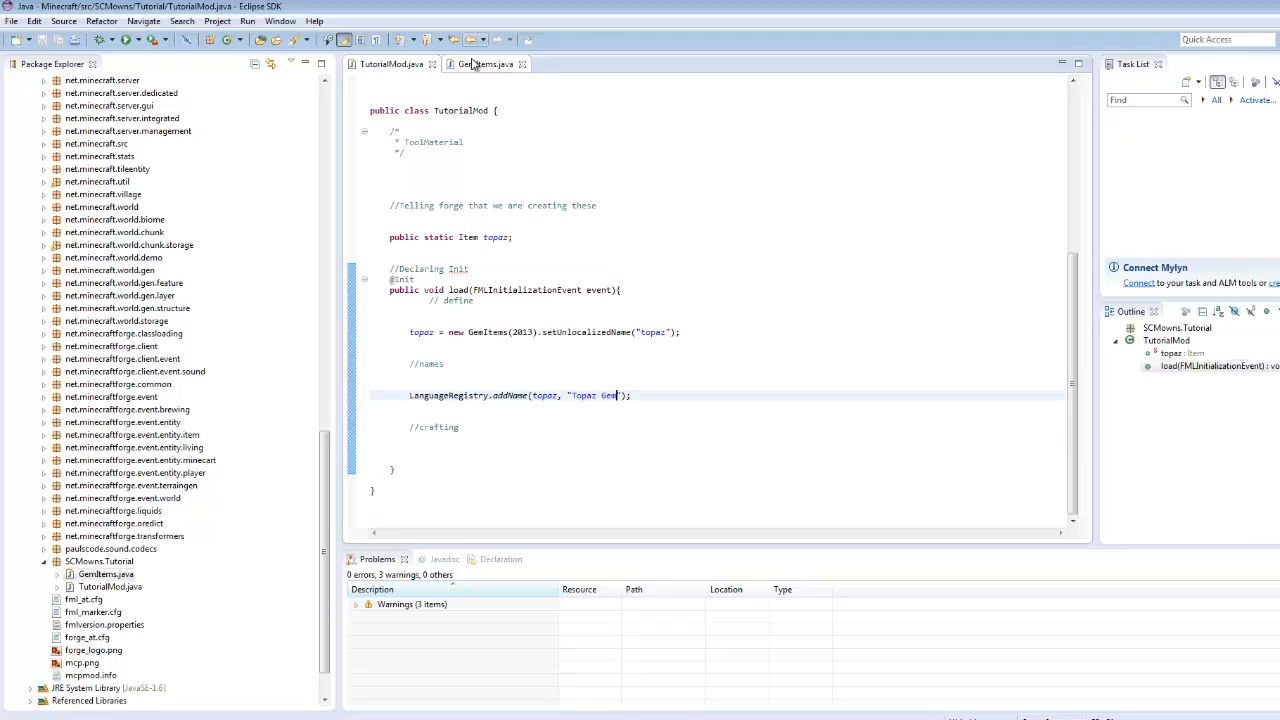 Java - Minecraft/src/SCMowns/Tutorial/TutorialMod.java - Eclipse SDK
File Edit Source Refactor Navigate Search Project Run Window Help
Quick Access
Package Explorer
net.minecraft.server
net.minecraft.server.dedicated
net.minecraft.server.gui
net.minecraft.server.integrated
net.minecraft.server.management
net.minecraft.src
net.minecraft.stats
net.minecraft.tileentity
net.minecraft.util
net.minecraft.village
net.minecraft.world
net.minecraft.world.biome
net.minecraft.world.chunk
net.minecraft.world.chunk.storage
net.minecraft.world.demo
net.minecraft.world.gen
net.minecraft.world.gen.feature
net.minecraft.world.gen.layer
net.minecraft.world.gen.structure
net.minecraft.world.storage
net.minecraftforge.classloading
net.minecraftforge.client
net.minecraftforge.client.event
net.minecraftforge.client.event.sound
net.minecraftforge.common
net.minecraftforge.event
net.minecraftforge.event.brewing
net.minecraftforge.event.entity
net.minecraftforge.event.entity.item
net.minecraftforge.event.entity.living
net.minecraftforge.event.entity.minecart
net.minecraftforge.event.entity.player
net.minecraftforge.event.terraingen
net.minecraftforge.event.world
net.minecraftforge.liquids
net.minecraftforge.oredict
net.minecraftforge.transformers
paulscode.sound.codecs
SCMowns.Tutorial
GemItems.java
TutorialMod.java
fml_at.cfg
fml_marker.cfg
fmlversion.properties
forge_at.cfg
forge_logo.png
mcp.png
mcpmod.info
JRE System Library [JavaSE-1.6]
Referenced Libraries
TutorialMod.java GemItems.java
public class TutorialMod {
/*
* ToolMaterial
*/
//Telling forge that we are creating these
public static Item topaz;
//Declaring Init
@Init
public void load(FMLInitializationEvent event){
// define
topaz = new GemItems(2013).setUnlocalizedName("topaz");
//names
LanguageRegistry.addName(topaz, "Topaz Gem");
//crafting
}
}
Problems Javadoc Declaration
0 errors, 3 warnings, 0 others
Description Resource Path Location Type
Warnings (3 items)
Task List
Find All Activate...
Connect Mylyn
Connect to your task and ALM tools or
Outline
SCMowns.Tutorial
TutorialMod
topaz : Item
load(FMLInitializationEvent) : vo